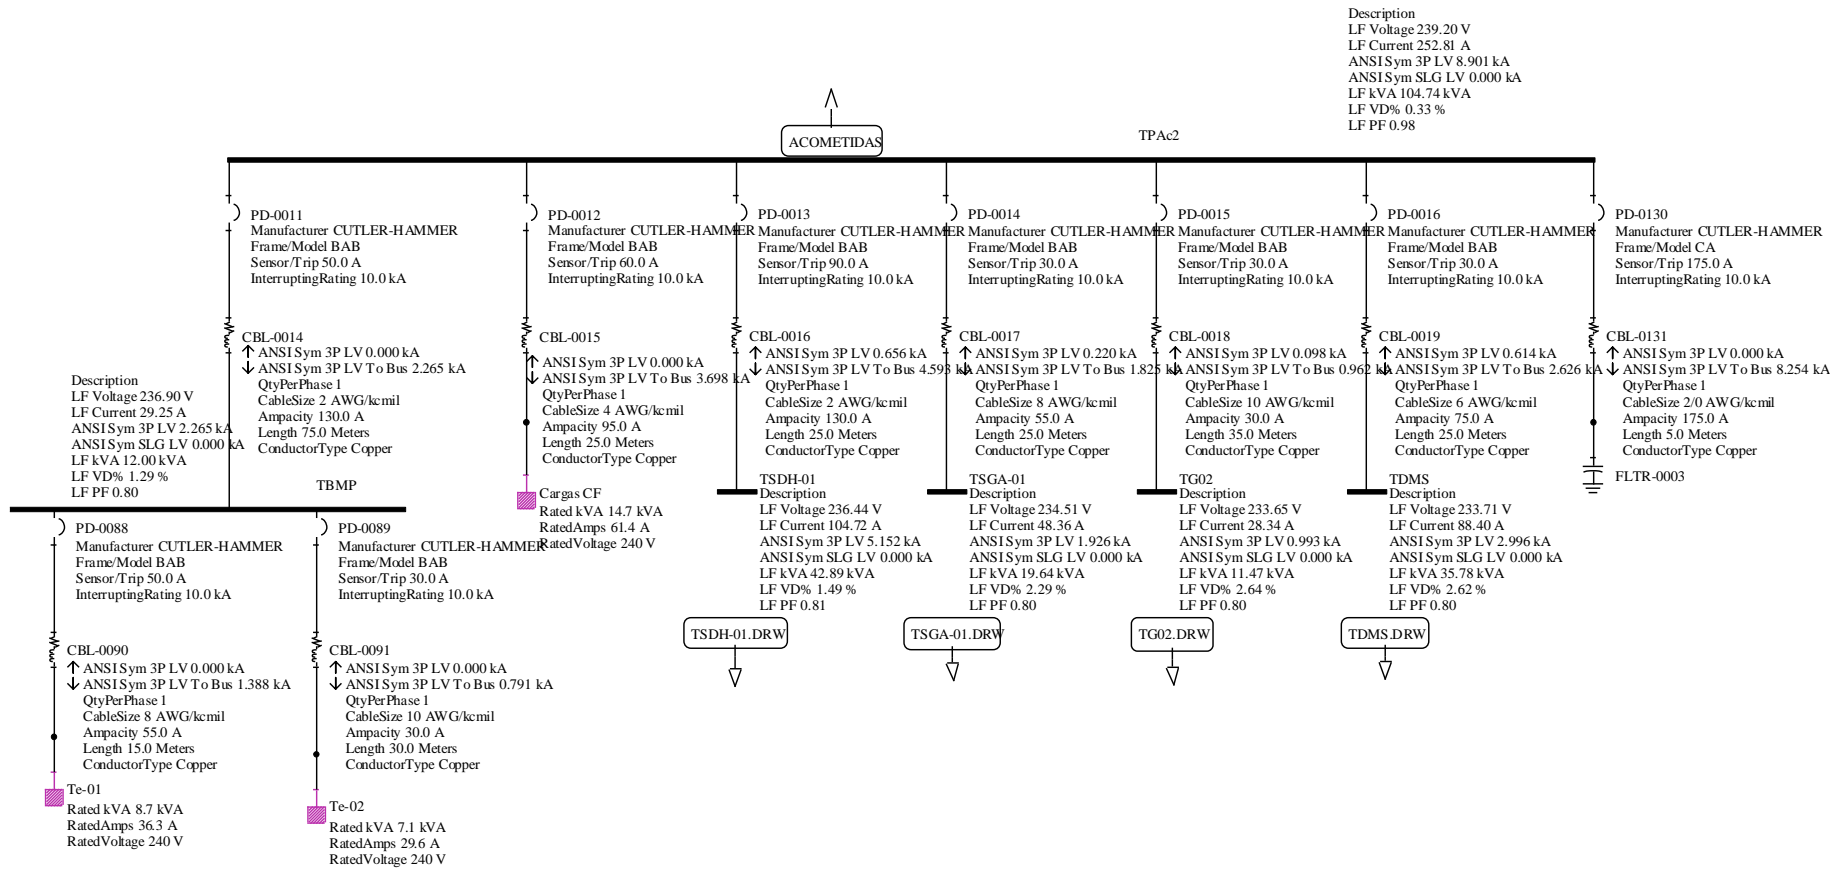 Description
LF Voltage 239.20 V
LF Current 252.81 A
ANSI Sym 3P LV 8.901 kA
ANSI Sym SLG LV 0.000 kA
LF kVA 104.74 kVA
LF VD% 0.33 %
LF PF 0.98
ACOMETIDAS
TPAc2
PD-0011
Manufacturer CUTLER-HAMMER
Frame/Model BAB
Sensor/Trip 50.0 A
InterruptingRating 10.0 kA
PD-0012
Manufacturer CUTLER-HAMMER
Frame/Model BAB
Sensor/Trip 60.0 A
InterruptingRating 10.0 kA
PD-0013
Manufacturer CUTLER-HAMMER
Frame/Model BAB
Sensor/Trip 90.0 A
InterruptingRating 10.0 kA
PD-0014
Manufacturer CUTLER-HAMMER
Frame/Model BAB
Sensor/Trip 30.0 A
InterruptingRating 10.0 kA
PD-0015
Manufacturer CUTLER-HAMMER
Frame/Model BAB
Sensor/Trip 30.0 A
InterruptingRating 10.0 kA
PD-0016
Manufacturer CUTLER-HAMMER
Frame/Model BAB
Sensor/Trip 30.0 A
InterruptingRating 10.0 kA
PD-0130
Manufacturer CUTLER-HAMMER
Frame/Model CA
Sensor/Trip 175.0 A
InterruptingRating 10.0 kA
CBL-0014
ANSI Sym 3P LV 0.000 kA
ANSI Sym 3P LV To Bus 2.265 kA
QtyPerPhase 1
CableSize 2 AWG/kcmil
Ampacity 130.0 A
Length 75.0 Meters
ConductorType Copper
CBL-0015
ANSI Sym 3P LV 0.000 kA
ANSI Sym 3P LV To Bus 3.698 kA
QtyPerPhase 1
CableSize 4 AWG/kcmil
Ampacity 95.0 A
Length 25.0 Meters
ConductorType Copper
CBL-0016
ANSI Sym 3P LV 0.656 kA
ANSI Sym 3P LV To Bus 4.593 kA
QtyPerPhase 1
CableSize 2 AWG/kcmil
Ampacity 130.0 A
Length 25.0 Meters
ConductorType Copper
CBL-0017
ANSI Sym 3P LV 0.220 kA
ANSI Sym 3P LV To Bus 1.825 kA
QtyPerPhase 1
CableSize 8 AWG/kcmil
Ampacity 55.0 A
Length 25.0 Meters
ConductorType Copper
CBL-0018
ANSI Sym 3P LV 0.098 kA
ANSI Sym 3P LV To Bus 0.962 kA
QtyPerPhase 1
CableSize 10 AWG/kcmil
Ampacity 30.0 A
Length 35.0 Meters
ConductorType Copper
CBL-0019
ANSI Sym 3P LV 0.614 kA
ANSI Sym 3P LV To Bus 2.626 kA
QtyPerPhase 1
CableSize 6 AWG/kcmil
Ampacity 75.0 A
Length 25.0 Meters
ConductorType Copper
CBL-0131
ANSI Sym 3P LV 0.000 kA
ANSI Sym 3P LV To Bus 8.254 kA
QtyPerPhase 1
CableSize 2/0 AWG/kcmil
Ampacity 175.0 A
Length 5.0 Meters
ConductorType Copper
Description
LF Voltage 236.90 V
LF Current 29.25 A
ANSI Sym 3P LV 2.265 kA
ANSI Sym SLG LV 0.000 kA
LF kVA 12.00 kVA
LF VD% 1.29 %
LF PF 0.80
TBMP
Cargas CF
Rated kVA 14.7 kVA
RatedAmps 61.4 A
RatedVoltage 240 V
TSDH-01
Description
LF Voltage 236.44 V
LF Current 104.72 A
ANSI Sym 3P LV 5.152 kA
ANSI Sym SLG LV 0.000 kA
LF kVA 42.89 kVA
LF VD% 1.49 %
LF PF 0.81
TSGA-01
Description
LF Voltage 234.51 V
LF Current 48.36 A
ANSI Sym 3P LV 1.926 kA
ANSI Sym SLG LV 0.000 kA
LF kVA 19.64 kVA
LF VD% 2.29 %
LF PF 0.80
TG02
Description
LF Voltage 233.65 V
LF Current 28.34 A
ANSI Sym 3P LV 0.993 kA
ANSI Sym SLG LV 0.000 kA
LF kVA 11.47 kVA
LF VD% 2.64 %
LF PF 0.80
TDMS
Description
LF Voltage 233.71 V
LF Current 88.40 A
ANSI Sym 3P LV 2.996 kA
ANSI Sym SLG LV 0.000 kA
LF kVA 35.78 kVA
LF VD% 2.62 %
LF PF 0.80
FLTR-0003
TSDH-01.DRW
TSGA-01.DRW
TG02.DRW
TDMS.DRW
PD-0088
Manufacturer CUTLER-HAMMER
Frame/Model BAB
Sensor/Trip 50.0 A
InterruptingRating 10.0 kA
PD-0089
Manufacturer CUTLER-HAMMER
Frame/Model BAB
Sensor/Trip 30.0 A
InterruptingRating 10.0 kA
CBL-0090
ANSI Sym 3P LV 0.000 kA
ANSI Sym 3P LV To Bus 1.388 kA
QtyPerPhase 1
CableSize 8 AWG/kcmil
Ampacity 55.0 A
Length 15.0 Meters
ConductorType Copper
CBL-0091
ANSI Sym 3P LV 0.000 kA
ANSI Sym 3P LV To Bus 0.791 kA
QtyPerPhase 1
CableSize 10 AWG/kcmil
Ampacity 30.0 A
Length 30.0 Meters
ConductorType Copper
Te-01
Rated kVA 8.7 kVA
RatedAmps 36.3 A
RatedVoltage 240 V
Te-02
Rated kVA 7.1 kVA
RatedAmps 29.6 A
RatedVoltage 240 V